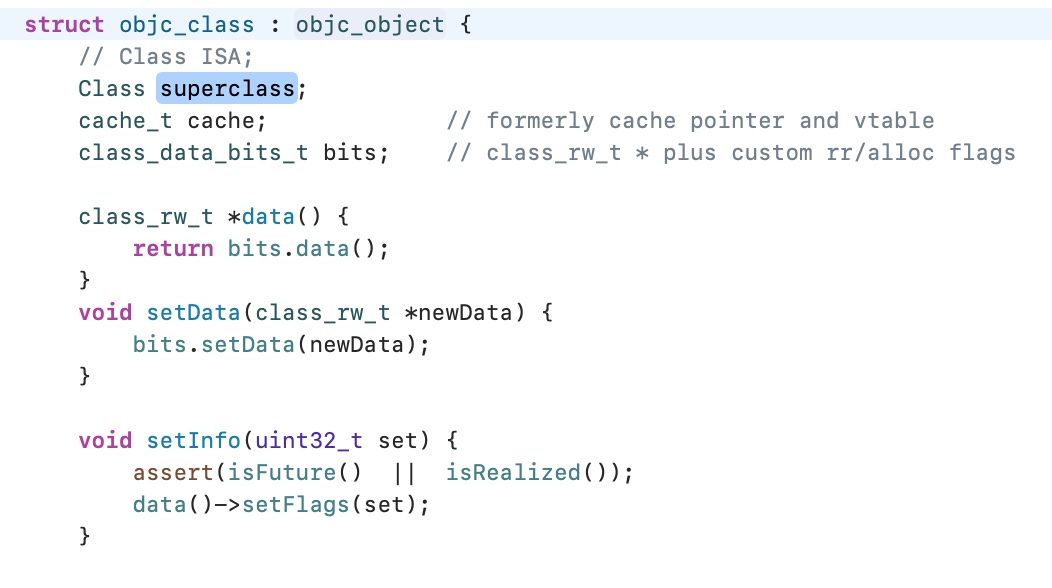 struct objc_class : objc_object {
    // Class ISA;
    Class superclass;
    cache_t cache;             // formerly cache pointer and vtable
    class_data_bits_t bits;    // class_rw_t * plus custom rr/alloc flags

    class_rw_t *data() {
        return bits.data();
    }
    void setData(class_rw_t *newData) {
        bits.setData(newData);
    }

    void setInfo(uint32_t set) {
        assert(isFuture()  ||  isRealized());
        data()->setFlags(set);
    }